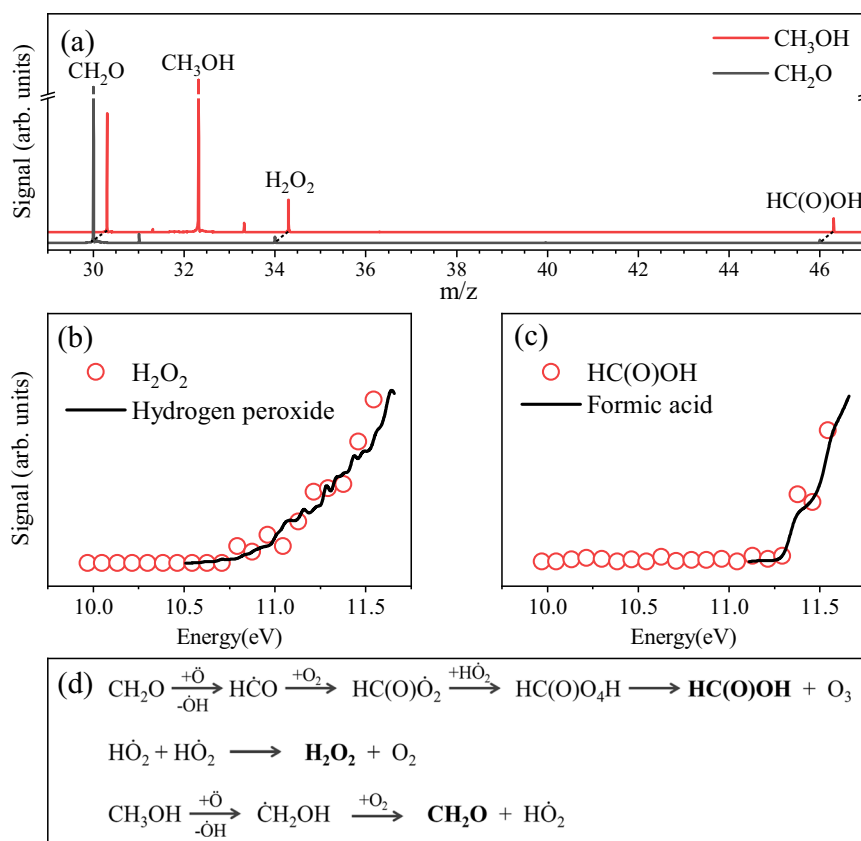 (a)
CH₂O
CH₃OH
H₂O₂
HC(O)OH
CH₃OH
CH₂O
Signal (arb. units)
30 32 34 36 38 40 42 44 46
m/z
(b)
H₂O₂
Hydrogen peroxide
Signal (arb. units)
10.0 10.5 11.0 11.5
Energy(eV)
(c)
HC(O)OH
Formic acid
10.0 10.5 11.0 11.5
Energy(eV)
(d) CH₂O +Ö -ȮH → HĊO +O₂ → HC(O)Ȯ₂ +HȮ₂ → HC(O)O₄H → HC(O)OH + O₃
HȮ₂ + HȮ₂ → H₂O₂ + O₂
CH₃OH +Ö -ȮH → ĊH₂OH +O₂ → CH₂O + HȮ₂